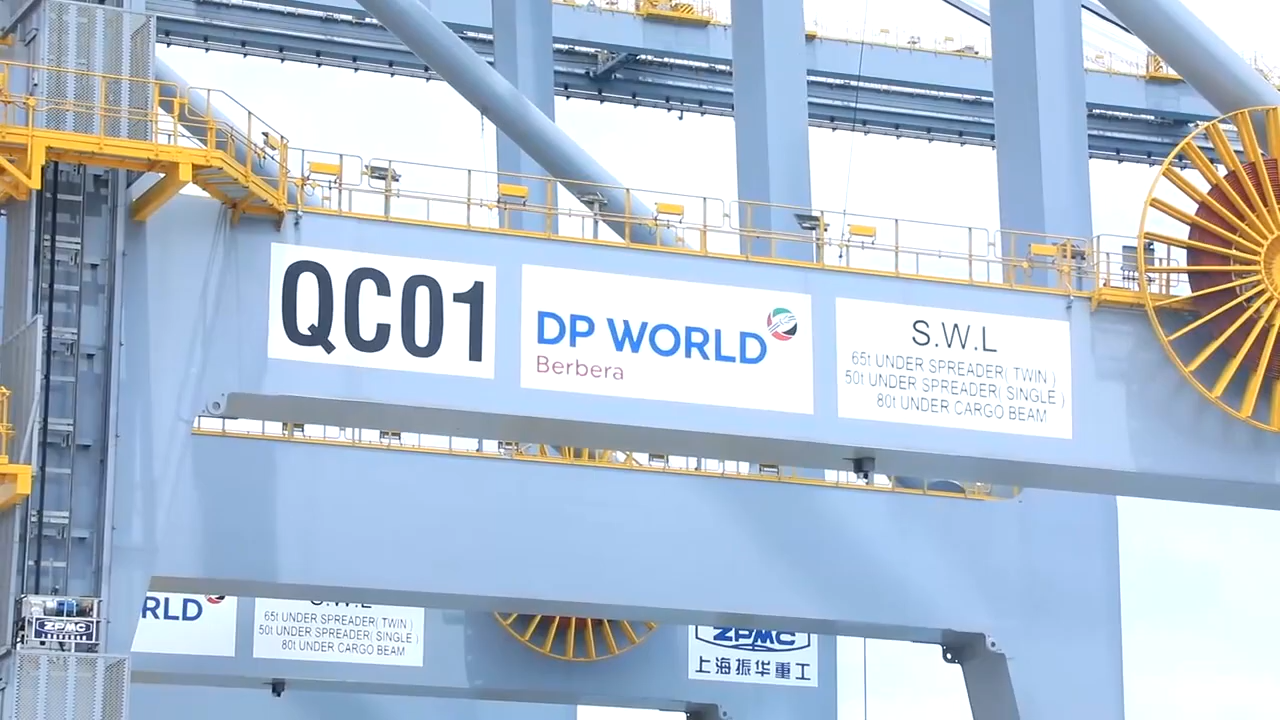 QC01
DP WORLD
Berbera
S.W.L
65t UNDER SPREADER( TWIN )
50t UNDER SPREADER( SINGLE )
80t UNDER CARGO BEAM
RLD
S.W.L
65t UNDER SPREADER( TWIN )
50t UNDER SPREADER( SINGLE )
80t UNDER CARGO BEAM
ZPMC
上海振华重工
ZPMC